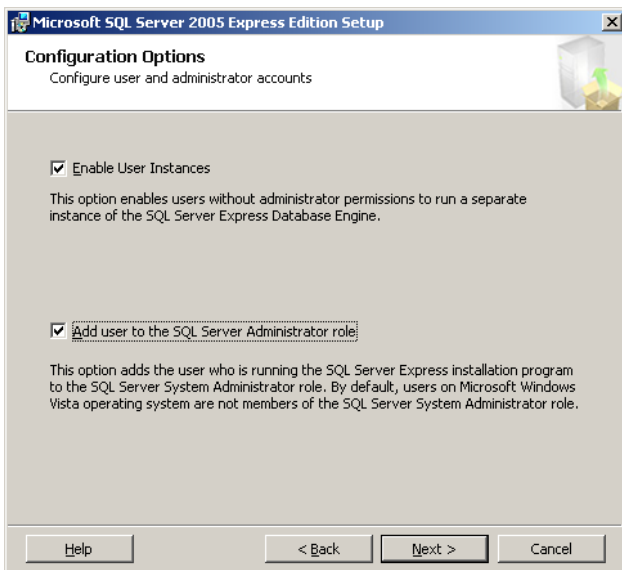 Microsoft SQL Server 2005 Express Edition Setup
Configuration Options
Configure user and administrator accounts
Enable User Instances
This option enables users without administrator permissions to run a separate
instance of the SQL Server Express Database Engine.
Add user to the SQL Server Administrator role
This option adds the user who is running the SQL Server Express installation program
to the SQL Server System Administrator role. By default, users on Microsoft Windows
Vista operating system are not members of the SQL Server System Administrator role.
Help
< Back
Next >
Cancel